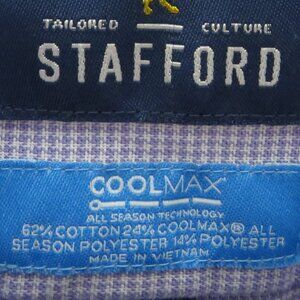 TAILORED CULTURE
STAFFORD
COOLMAX®
ALL SEASON TECHNOLOGY
62% COTTON 24% COOLMAX® ALL
SEASON POLYESTER 14% POLYESTER
MADE IN VIETNAM